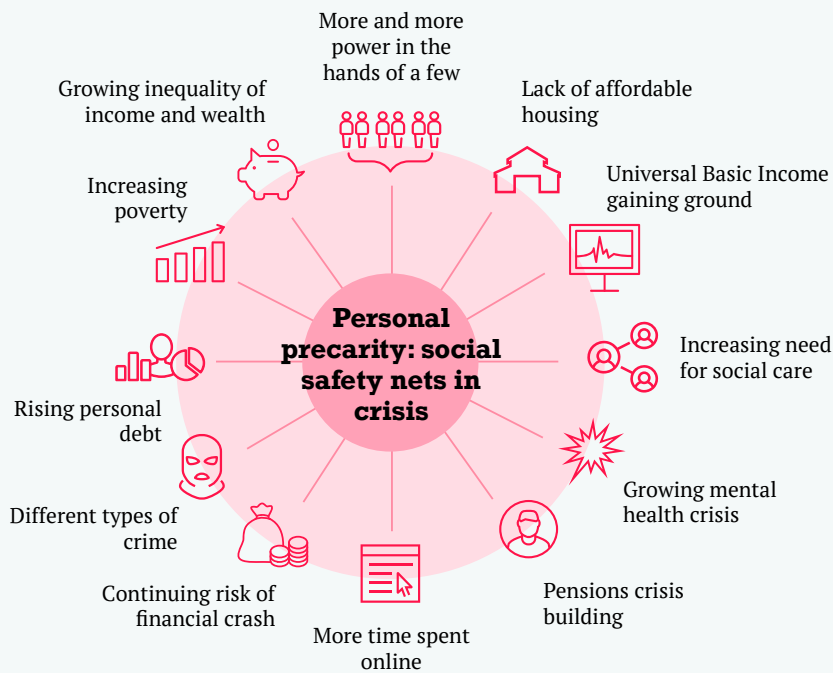 More and more
power in the
hands of a few
Lack of affordable
housing
Universal Basic Income
gaining ground
Increasing need
for social care
Growing mental
health crisis
Pensions crisis
building
More time spent
online
Continuing risk of
financial crash
Different types of
crime
Rising personal
debt
Increasing
poverty
Growing inequality of
income and wealth
Personal
precarity: social
safety nets in
crisis